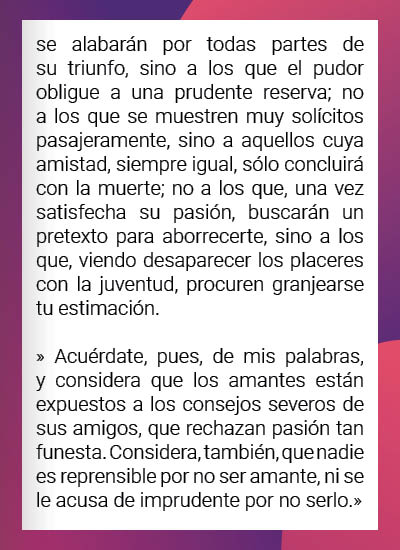 se alabarán por todas partes de
su triunfo, sino a los que el pudor
obligue a una prudente reserva; no
a los que se muestren muy solícitos
pasajeramente, sino a aquellos cuya
amistad, siempre igual, sólo concluirá
con la muerte; no a los que, una vez
satisfecha su pasión, buscarán un
pretexto para aborrecerte, sino a los
que, viendo desaparecer los placeres
con la juventud, procuren granjearse
tu estimación.
» Acuérdate, pues, de mis palabras,
y considera que los amantes están
expuestos a los consejos severos de
sus amigos, que rechazan pasión tan
funesta. Considera, también, que nadie
es reprensible por no ser amante, ni se
le acusa de imprudente por no serlo.»